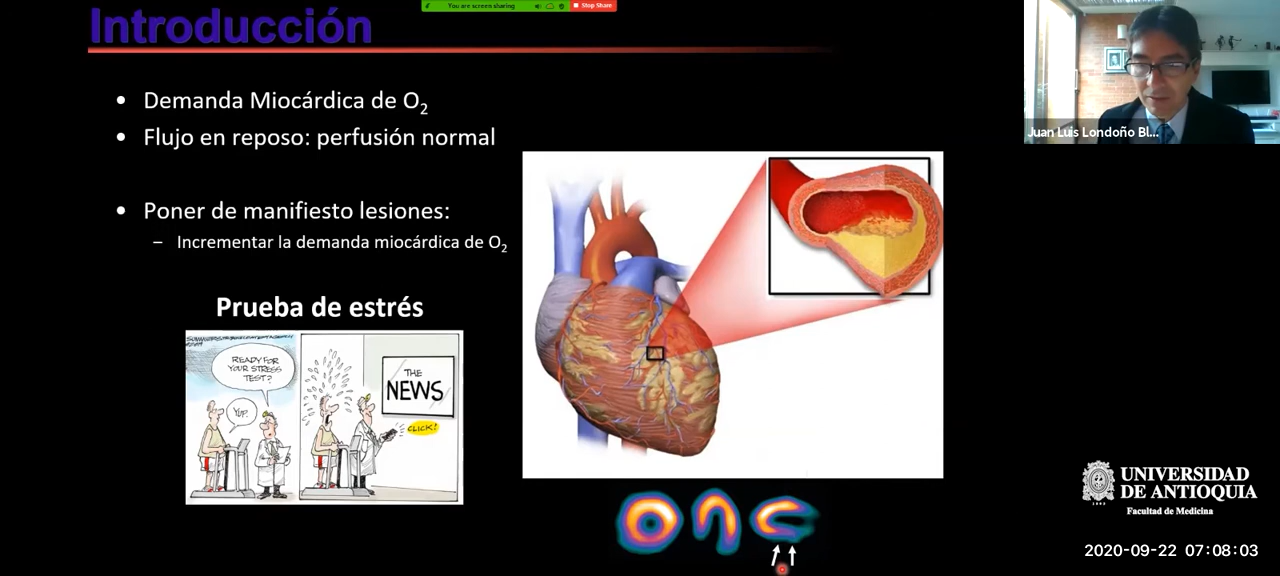 Introducción
You are screen sharing
Stop Share
Demanda Miocárdica de O₂
Flujo en reposo: perfusión normal
Poner de manifiesto lesiones:
– Incrementar la demanda miocárdica de O₂
Prueba de estrés
READY FOR
YOUR STRESS
TEST?
YUP.
THE
NEWS
CLICK!
Juan Luis Londoño Bl...
UNIVERSIDAD
DE ANTIOQUIA
1803
Facultad de Medicina
2020-09-22 07:08:03